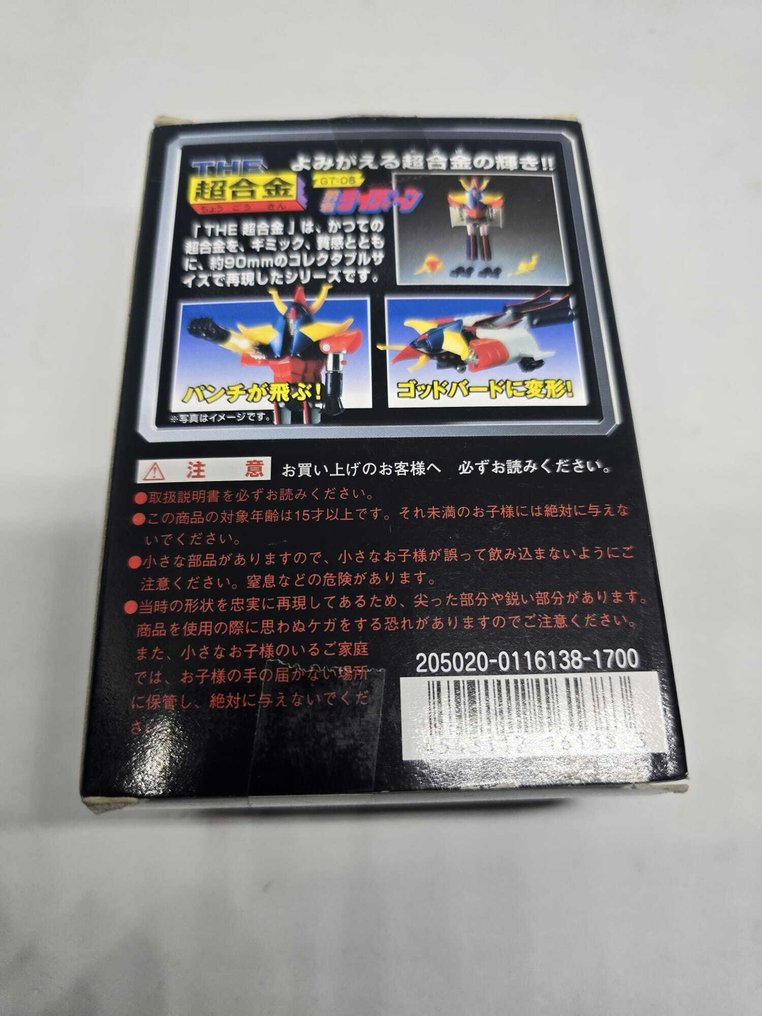 THE
超合金
ちょう ごう きん
よみがえる超合金の輝き!!
GT-06
勇者ライディーン
「THE 超合金」は、かつての
超合金を、ギミック、質感ととも
に、約90mmのコレクタブルサ
イズで再現したシリーズです。
パンチが飛ぶ!
ゴッドバードに変形!
※写真はイメージです。
注 意
お買い上げのお客様へ 必ずお読みください。
●取扱説明書を必ずお読みください。
●この商品の対象年齢は15才以上です。それ未満のお子様には絶対に与えな
いでください。
●小さな部品がありますので、小さなお子様が誤って飲み込まないようにご
注意ください。窒息などの危険があります。
●当時の形状を忠実に再現してあるため、尖った部分や鋭い部分があります。
商品を使用の際に思わぬケガをする恐れがありますのでご注意ください。
また、小さなお子様のいるご家庭
では、お子様の手の届かない場所
に保管し、絶対に与えないでくだ
さい。
205020-0116138-1700